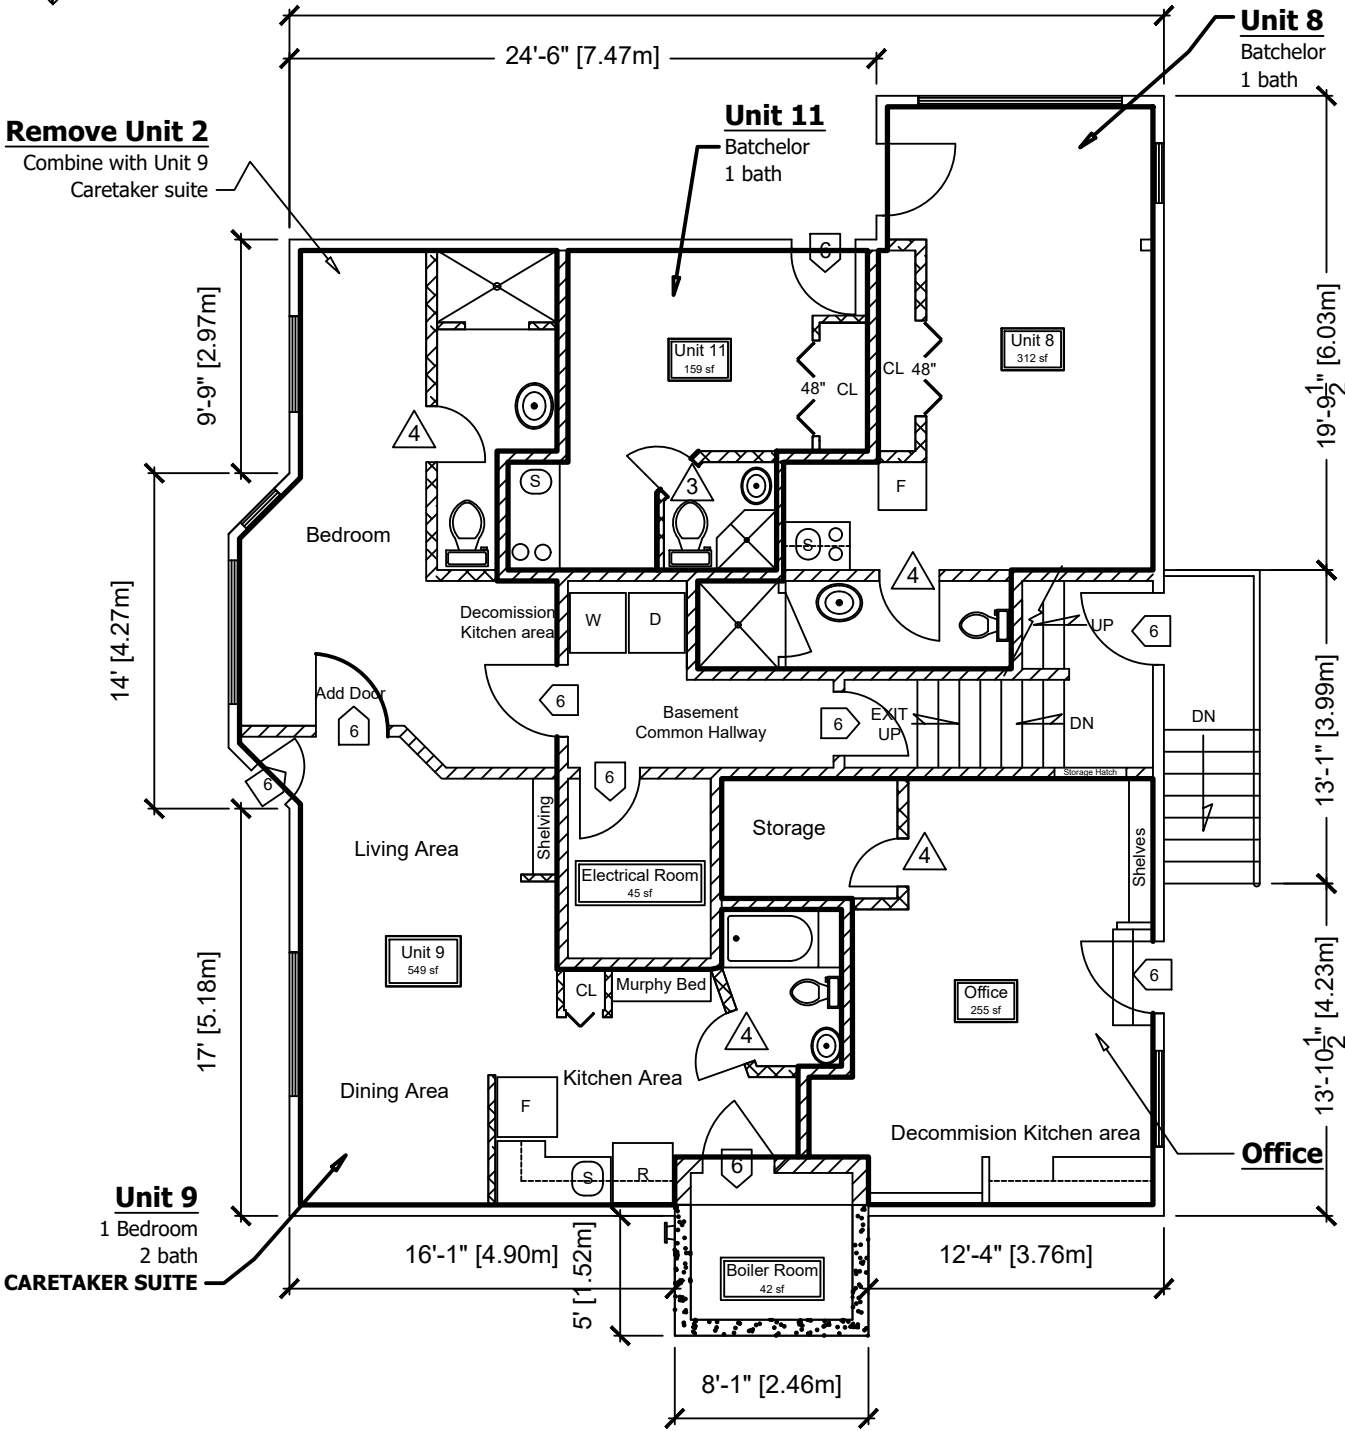 Unit 8
Batchelor
1 bath
24'-6" [7.47m]
Unit 11
Batchelor
1 bath
Remove Unit 2
Combine with Unit 9
Caretaker suite
6
9'-9" [2.97m]
19'-9 1/2" [6.03m]
Unit 11
159 sf
Unit 8
312 sf
48"
CL
CL
48"
4
S
3
F
Bedroom
S
4
14' [4.27m]
Decomission
Kitchen area
W
D
UP
6
Add Door
6
6
Basement
Common Hallway
6
EXIT
UP
DN
DN
13'-1" [3.99m]
6
6
Storage Hatch
Shelving
Living Area
Storage
4
Shelves
Electrical Room
45 sf
Unit 9
549 sf
17' [5.18m]
CL
Murphy Bed
Office
255 sf
6
13'-10 1/2" [4.23m]
4
Dining Area
Kitchen Area
F
Decommision Kitchen area
Office
S
R
6
Unit 9
1 Bedroom
2 bath
CARETAKER SUITE
16'-1" [4.90m]
5' [1.52m]
Boiler Room
42 sf
12'-4" [3.76m]
8'-1" [2.46m]